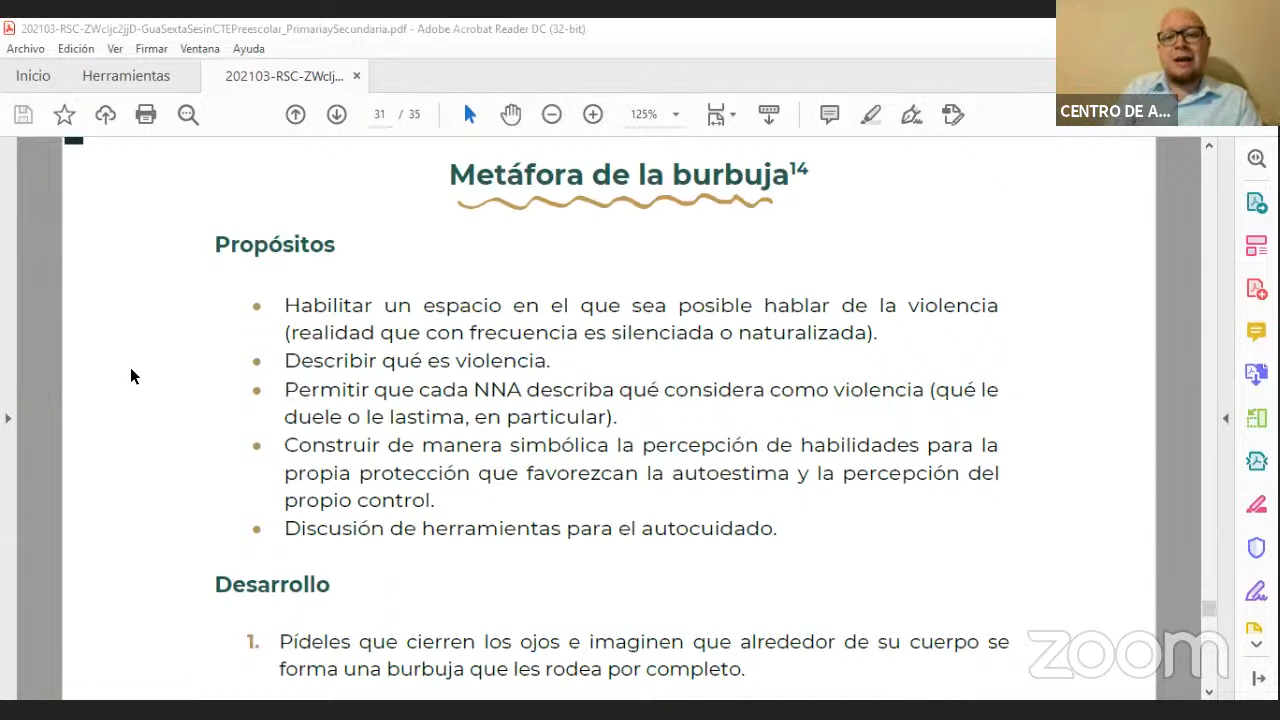 202103-RSC-ZWcIjc2jjD-GuaSextaSesinCTEPreescolar_PrimariaySecundaria.pdf - Adobe Acrobat Reader DC (32-bit)
Archivo Edición Ver Firmar Ventana Ayuda
Inicio Herramientas 202103-RSC-ZWcIj... ×
31 / 35 125%
CENTRO DE A...
Metáfora de la burbuja14
Propósitos
• Habilitar un espacio en el que sea posible hablar de la violencia
(realidad que con frecuencia es silenciada o naturalizada).
• Describir qué es violencia.
• Permitir que cada NNA describa qué considera como violencia (qué le
duele o le lastima, en particular).
• Construir de manera simbólica la percepción de habilidades para la
propia protección que favorezcan la autoestima y la percepción del
propio control.
• Discusión de herramientas para el autocuidado.
Desarrollo
1. Pídeles que cierren los ojos e imaginen que alrededor de su cuerpo se
forma una burbuja que les rodea por completo.
zoom